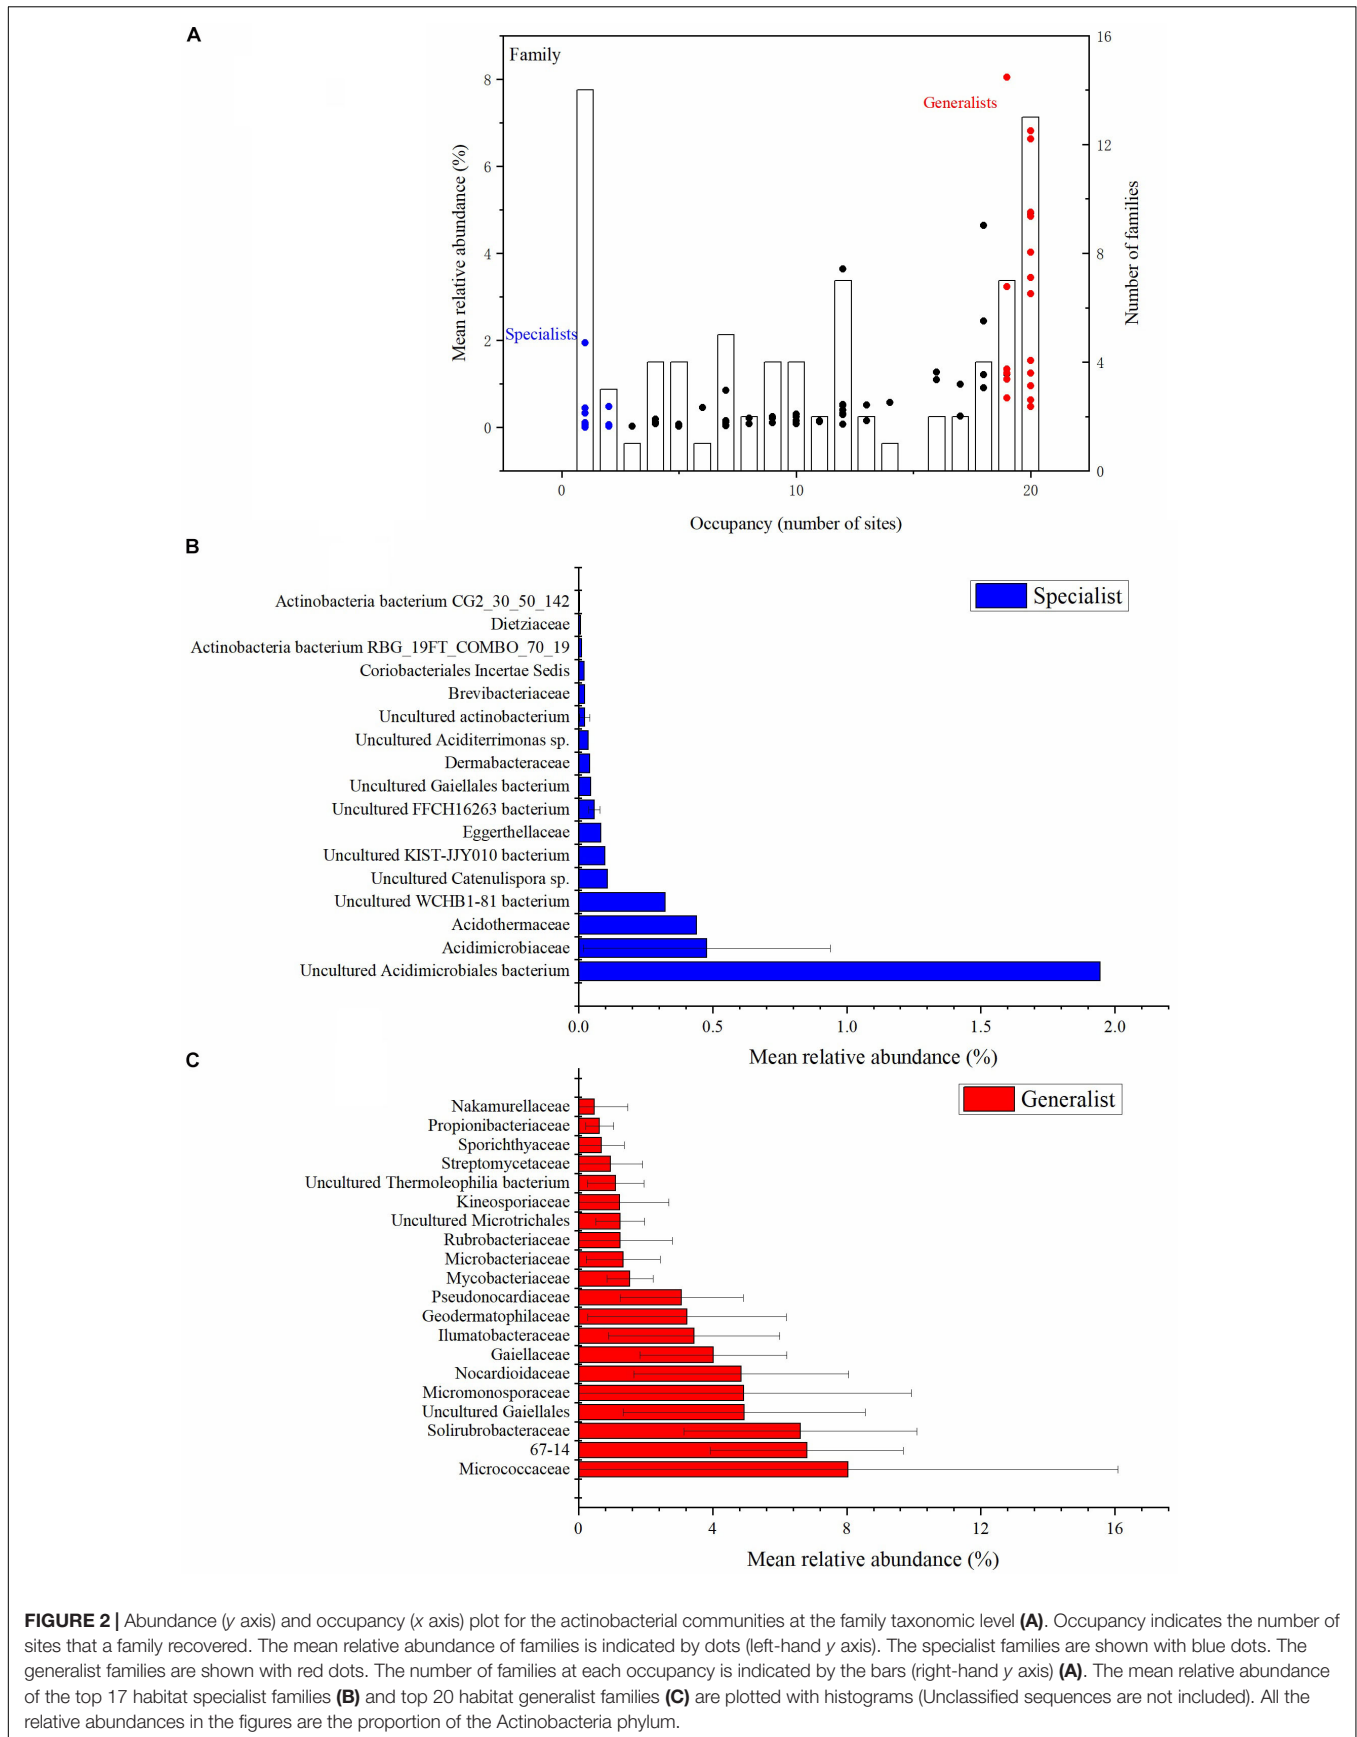 A
Family
Generalists
Specialists
Mean relative abundance (%)
8
6
4
2
0
16
12
8
4
0
Number of families
0
10
20
Occupancy (number of sites)
B
Specialist
Actinobacteria bacterium CG2_30_50_142
Dietziaceae
Actinobacteria bacterium RBG_19FT_COMBO_70_19
Coriobacteriales Incertae Sedis
Brevibacteriaceae
Uncultured actinobacterium
Uncultured Aciditerrimonas sp.
Dermabacteraceae
Uncultured Gaiellales bacterium
Uncultured FFCH16263 bacterium
Eggerthellaceae
Uncultured KIST-JJY010 bacterium
Uncultured Catenulispora sp.
Uncultured WCHB1-81 bacterium
Acidothermaceae
Acidimicrobiaceae
Uncultured Acidimicrobiales bacterium
0.0
0.5
1.0
1.5
2.0
Mean relative abundance (%)
C
Generalist
Nakamurellaceae
Propionibacteriaceae
Sporichthyaceae
Streptomycetaceae
Uncultured Thermoleophilia bacterium
Kineosporiaceae
Uncultured Microtrichales
Rubrobacteriaceae
Microbacteriaceae
Mycobacteriaceae
Pseudonocardiaceae
Geodermatophilaceae
Ilumatobacteraceae
Gaiellaceae
Nocardioidaceae
Micromonosporaceae
Uncultured Gaiellales
Solirubrobacteraceae
67-14
Micrococcaceae
0
4
8
12
16
Mean relative abundance (%)
FIGURE 2 | Abundance (y axis) and occupancy (x axis) plot for the actinobacterial communities at the family taxonomic level (A). Occupancy indicates the number of
sites that a family recovered. The mean relative abundance of families is indicated by dots (left-hand y axis). The specialist families are shown with blue dots. The
generalist families are shown with red dots. The number of families at each occupancy is indicated by the bars (right-hand y axis) (A). The mean relative abundance
of the top 17 habitat specialist families (B) and top 20 habitat generalist families (C) are plotted with histograms (Unclassified sequences are not included). All the
relative abundances in the figures are the proportion of the Actinobacteria phylum.